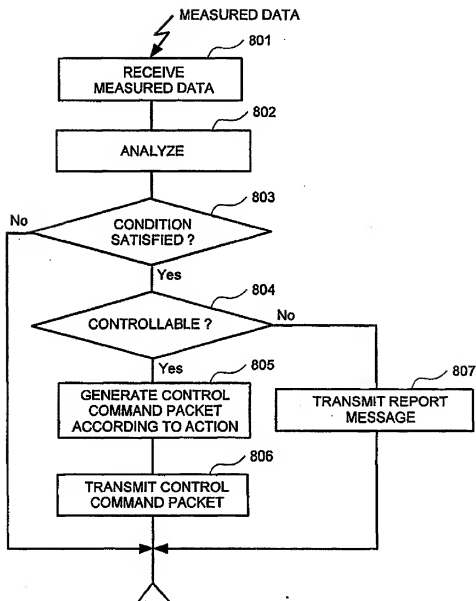 MEASURED DATA
801
RECEIVE
MEASURED DATA
802
ANALYZE
803
No
CONDITION
SATISFIED ?
Yes
804
No
CONTROLLABLE ?
Yes
805
807
GENERATE CONTROL
COMMAND PACKET
ACCORDING TO ACTION
TRANSMIT REPORT
MESSAGE
806
TRANSMIT CONTROL
COMMAND PACKET